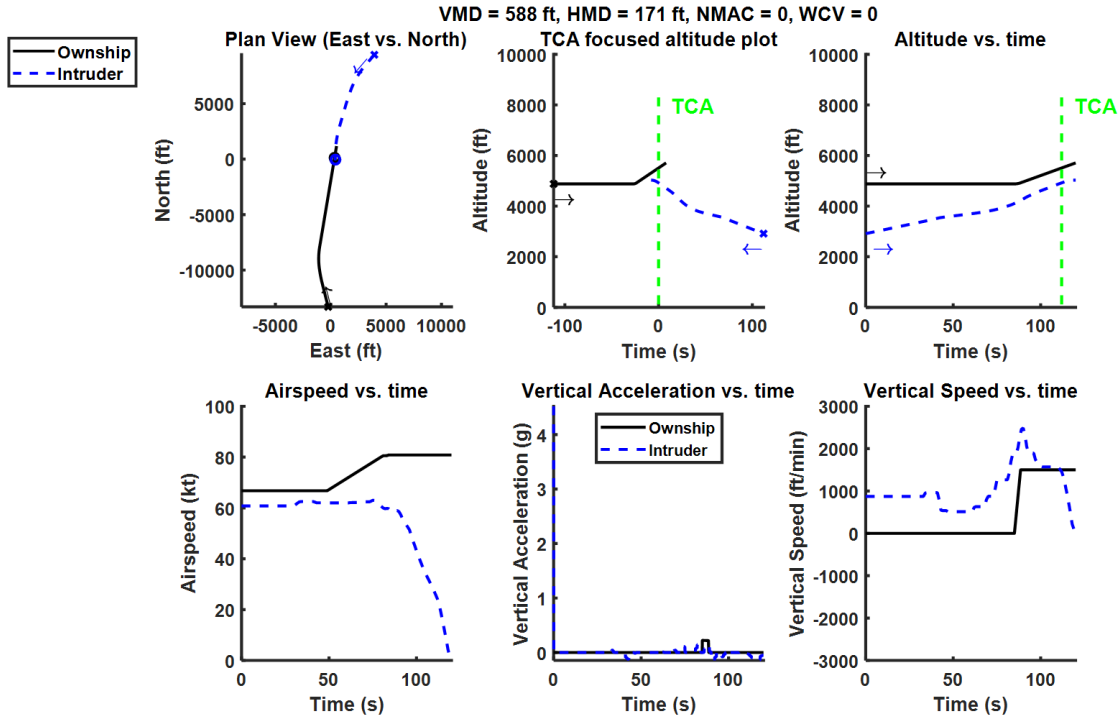 VMD = 588 ft, HMD = 171 ft, NMAC = 0, WCV = 0
Ownship
Intruder
Plan View (East vs. North)
5000
0
-5000
-10000
North (ft)
-5000 0 5000 10000
East (ft)
TCA focused altitude plot
TCA
10000
8000
6000
4000
2000
0
Altitude (ft)
-100 0 100
Time (s)
Altitude vs. time
TCA
10000
8000
6000
4000
2000
0
Altitude (ft)
0 50 100
Time (s)
Airspeed vs. time
100
80
60
40
20
0
Airspeed (kt)
0 50 100
Time (s)
Vertical Acceleration vs. time
Ownship
Intruder
4
3
2
1
0
Vertical Acceleration (g)
0 50 100
Time (s)
Vertical Speed vs. time
3000
2000
1000
0
-1000
-2000
-3000
Vertical Speed (ft/min)
0 50 100
Time (s)